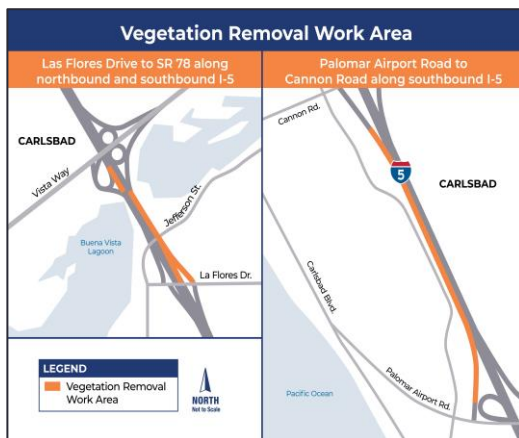 Vegetation Removal Work Area
Las Flores Drive to SR 78 along
northbound and southbound I-5
CARLSBAD
Vista Way
Jefferson St.
Buena Vista
Lagoon
La Flores Dr.
LEGEND
Vegetation Removal
Work Area
NORTH
Not to Scale
Palomar Airport Road to
Cannon Road along southbound I-5
Cannon Rd.
5
CARLSBAD
Carlsbad Blvd.
Palomar Airport Rd.
Pacific Ocean